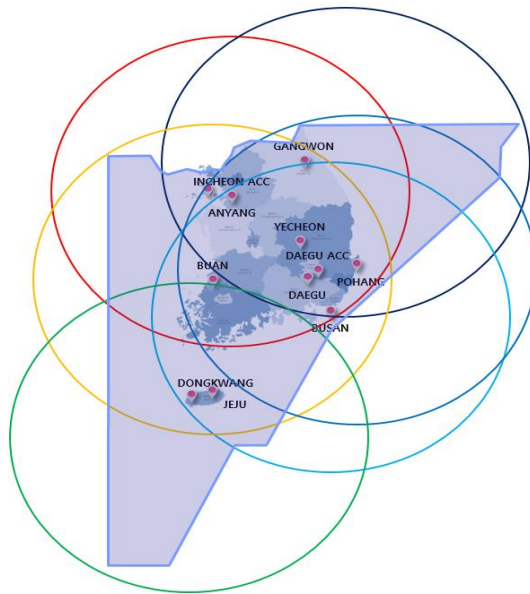 GANGWON
INCHEON ACC
ANYANG
YECHEON
BUAN
DAEGU ACC
POHANG
DAEGU
BUSAN
DONGKWANG
JEJU